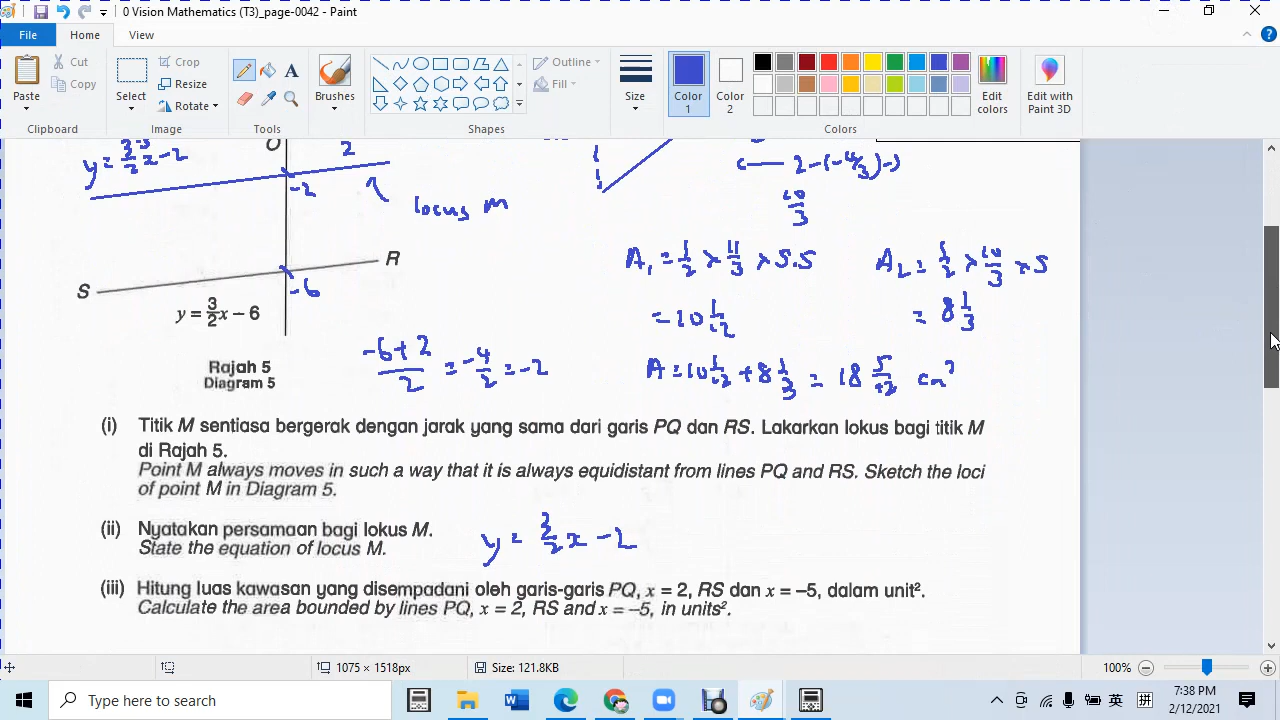 0 Vision Mathematics (T3)_page-0042 - Paint
File Home View
Paste Cut Copy Select Crop Resize Rotate Brushes Outline Fill Size Color 1 Color 2 Edit colors Edit with Paint 3D
Clipboard Image Tools Shapes Colors
O 2
y = 3/2 x - 2
-2
locus M
2-(-4/3)
10/3
R
S
-6
y = 3/2 x – 6
A1 = 1/2 × 11/3 × 5.5
A2 = 1/2 × 10/3 × 5
= 10 1/12
= 8 1/3
Rajah 5
Diagram 5
-6+2/2 = -4/2 = -2
A = 10 1/12 + 8 1/3 = 18 5/12 cm²
(i) Titik M sentiasa bergerak dengan jarak yang sama dari garis PQ dan RS. Lakarkan lokus bagi titik M
di Rajah 5.
Point M always moves in such a way that it is always equidistant from lines PQ and RS. Sketch the loci
of point M in Diagram 5.
(ii) Nyatakan persamaan bagi lokus M.
State the equation of locus M.
y = 3/2 x - 2
(iii) Hitung luas kawasan yang disempadani oleh garis-garis PQ, x = 2, RS dan x = –5, dalam unit².
Calculate the area bounded by lines PQ, x = 2, RS and x = –5, in units².
1075 × 1518px Size: 121.8KB 100%
Type here to search
英 拼 7:38 PM
2/12/2021